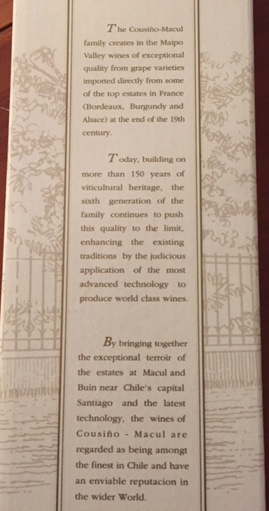 The Cousiño-Macul
family creates in the Maipo
Valley wines of exceptional
quality from grape varieties
imported directly from some
of the top estates in France
(Bordeaux, Burgundy and
Abace) at the end of the 19th
century.
Today, building on
more than 150 years of
viticultural heritage, the
sixth generation of the
family continues to push
this quality to the limit,
enhancing the existing
traditions by the judicious
application of the most
advanced technology to
produce world class wines.
By bringing together
the exceptional terroir of
the estates at Macul and
Buin near Chile's capital
Santiago and the latest
technology, the wines of
Cousiño - Macul are
regarded as being amongt
the finest in Chile and have
an enviable reputacion in
the wider World.